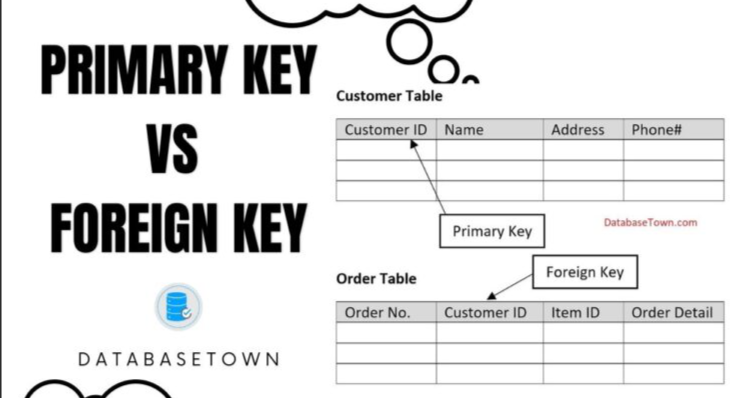 PRIMARY KEY
VS
FOREIGN KEY
DATABASETOWN
Customer Table
Customer ID Name Address Phone#
Primary Key
DatabaseTown.com
Foreign Key
Order Table
Order No. Customer ID Item ID Order Detail